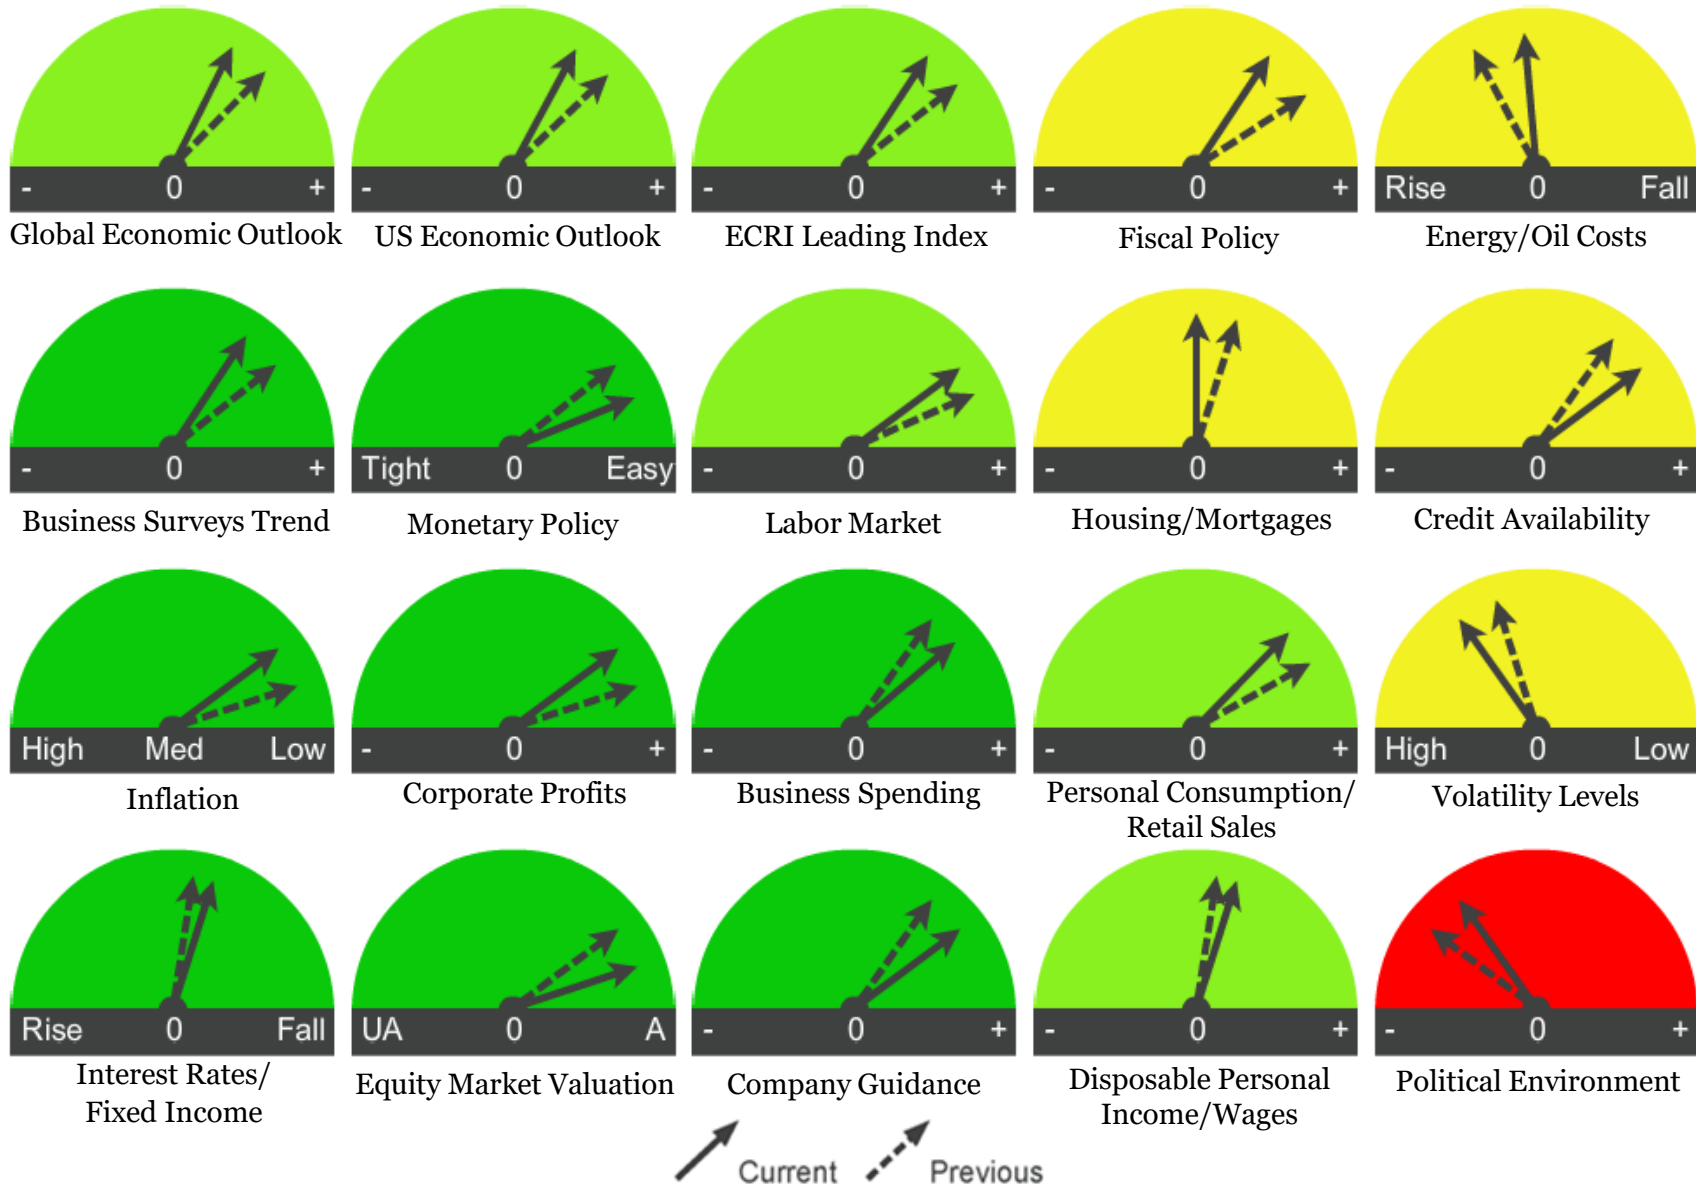 - 0 +
Global Economic Outlook
- 0 +
US Economic Outlook
- 0 +
ECRI Leading Index
- 0 +
Fiscal Policy
Rise 0 Fall
Energy/Oil Costs
- 0 +
Business Surveys Trend
Tight 0 Easy
Monetary Policy
- 0 +
Labor Market
- 0 +
Housing/Mortgages
- 0 +
Credit Availability
High Med Low
Inflation
- 0 +
Corporate Profits
- 0 +
Business Spending
- 0 +
Personal Consumption/
Retail Sales
High 0 Low
Volatility Levels
Rise 0 Fall
Interest Rates/
Fixed Income
UA 0 A
Equity Market Valuation
- 0 +
Company Guidance
- 0 +
Disposable Personal
Income/Wages
- 0 +
Political Environment
Current Previous